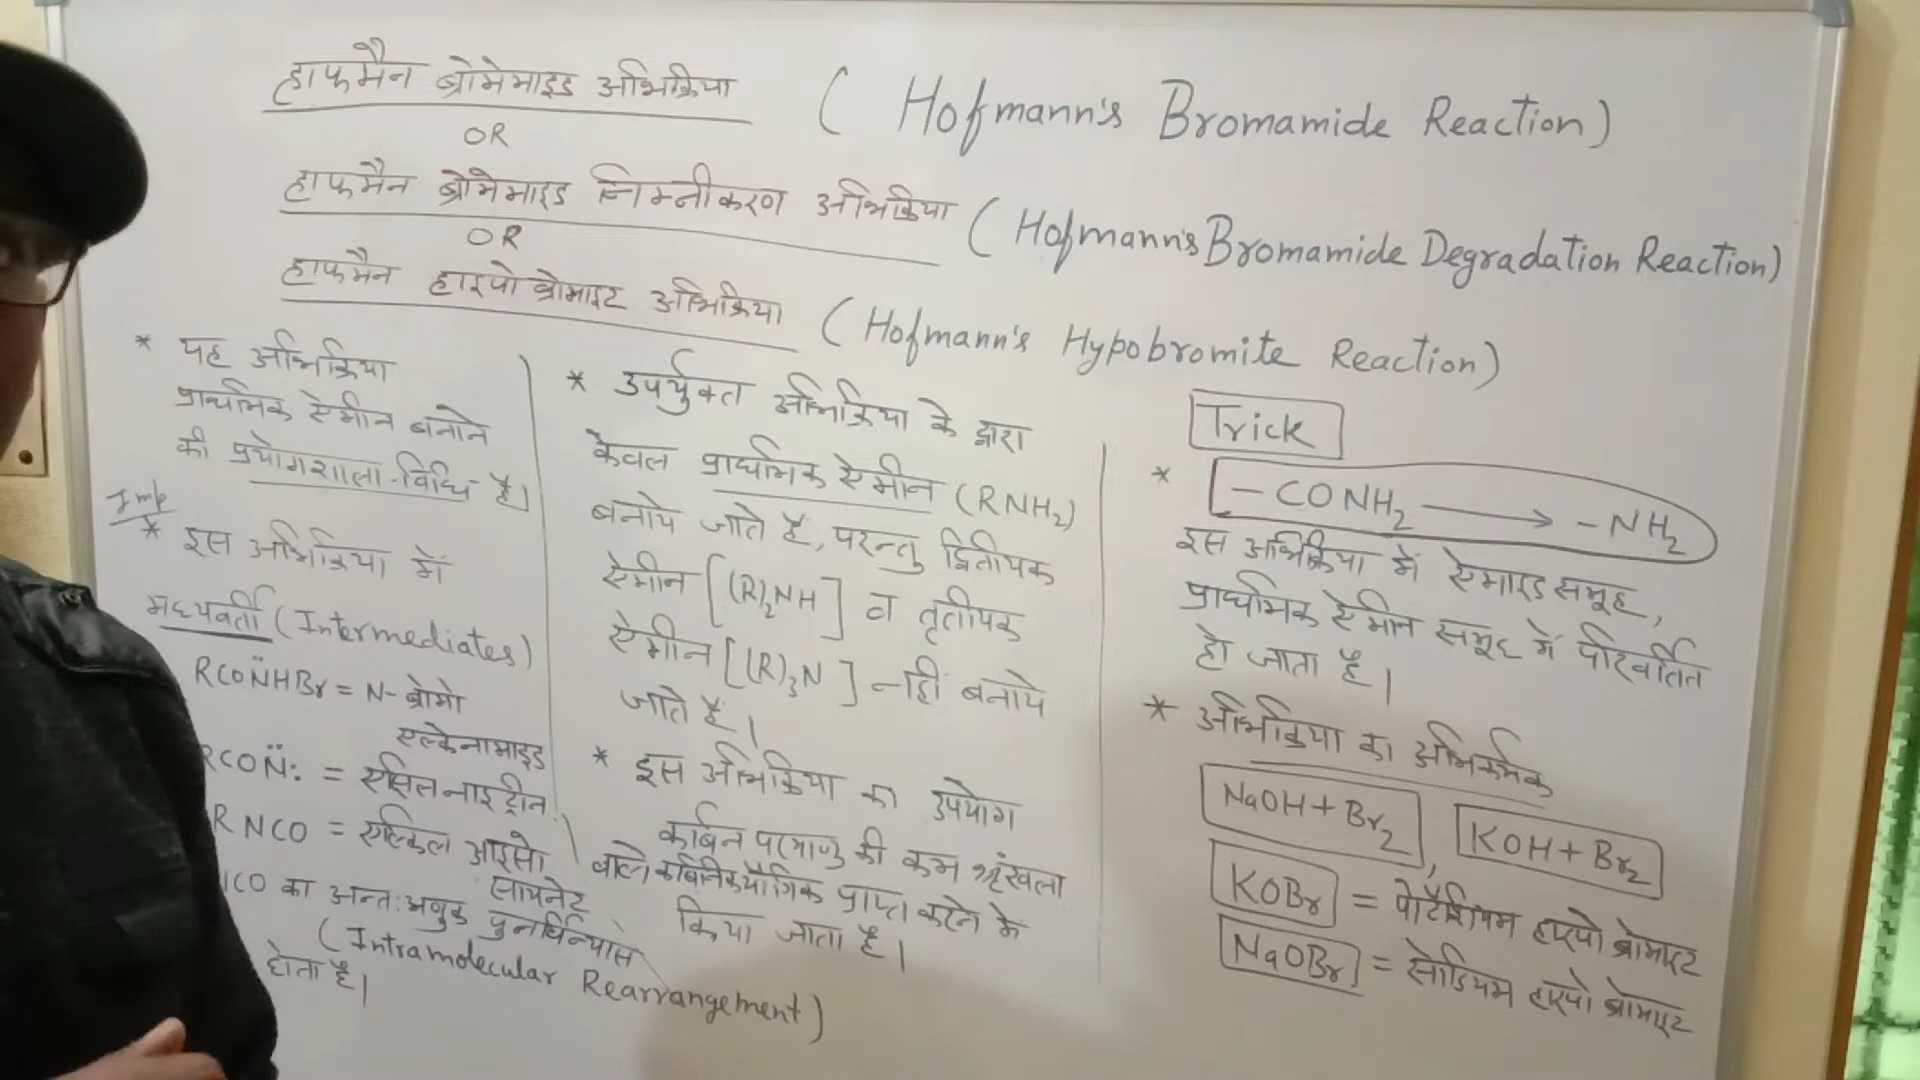 हाफमैन ब्रोमेमाइड अभिक्रिया ( Hofmann's Bromamide Reaction)
OR
हाफमैन ब्रोमेमाइड निम्नीकरण अभिक्रिया ( Hofmann's Bromamide Degradation Reaction)
OR
हाफमैन हाइपो ब्रोमाइट अभिक्रिया ( Hofmann's Hypobromite Reaction)
* यह अभिक्रिया
प्राथमिक ऐमीन बनाने
की प्रयोगशाला-विधि है।
Imp
* इस अभिक्रिया में
मध्यवर्ती (Intermediates)
RCON̈HBr = N- ब्रोमो
एल्केनामाइड
RCON̈: = एसिल नाइट्रीन
RNCO = एल्किल आइसो
सायनेट
का अन्तः अणुक पुनर्विन्यास
(Intramolecular Rearrangement)
होता है।
* उपर्युक्त अभिक्रिया के द्वारा
केवल प्राथमिक ऐमीन (RNH₂)
बनाये जाते है, परन्तु द्वितीयक
ऐमीन [(R)₂NH] व तृतीयक
ऐमीन [(R)₃N] नहीं बनाये
जाते हैं।
* इस अभिक्रिया का उपयोग
कार्बन परमाणु की कम श्रृंखला
वाले कार्बनिक यौगिक प्राप्त करने के
किया जाता है।
Trick
* -CONH₂ ⟶ -NH₂
इस अभिक्रिया में ऐमाइड समूह,
प्राथमिक ऐमीन समूह में परिवर्तित
हो जाता है।
* अभिक्रिया का अभिकर्मक
NaOH + Br₂, KOH + Br₂
KOBr = पोटैशियम हाइपो ब्रोमाइट
NaOBr = सोडियम हाइपो ब्रोमाइट